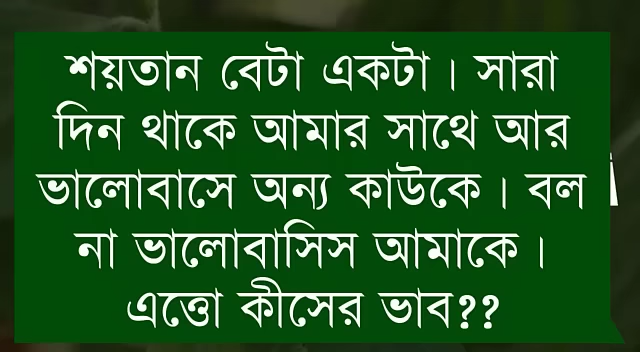 শয়তান বেটা একটা। সারা
দিন থাকে আমার সাথে আর
ভালোবাসে অন্য কাউকে। বল
না ভালোবাসিস আমাকে।
এত্তো কীসের ভাব??